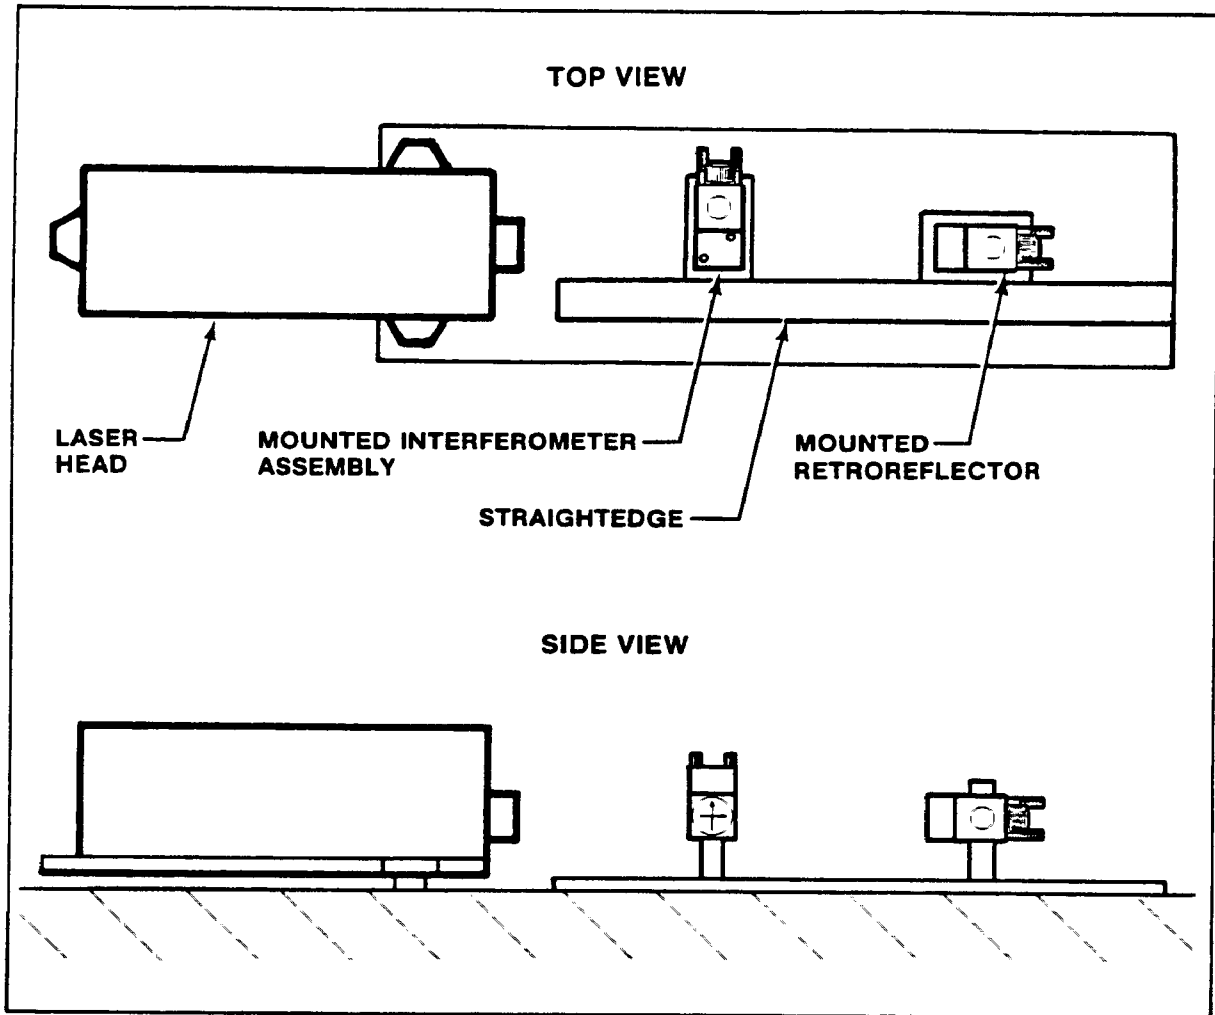 TOP VIEW
LASER
HEAD
MOUNTED INTERFEROMETER
ASSEMBLY
MOUNTED
RETROREFLECTOR
STRAIGHTEDGE
SIDE VIEW